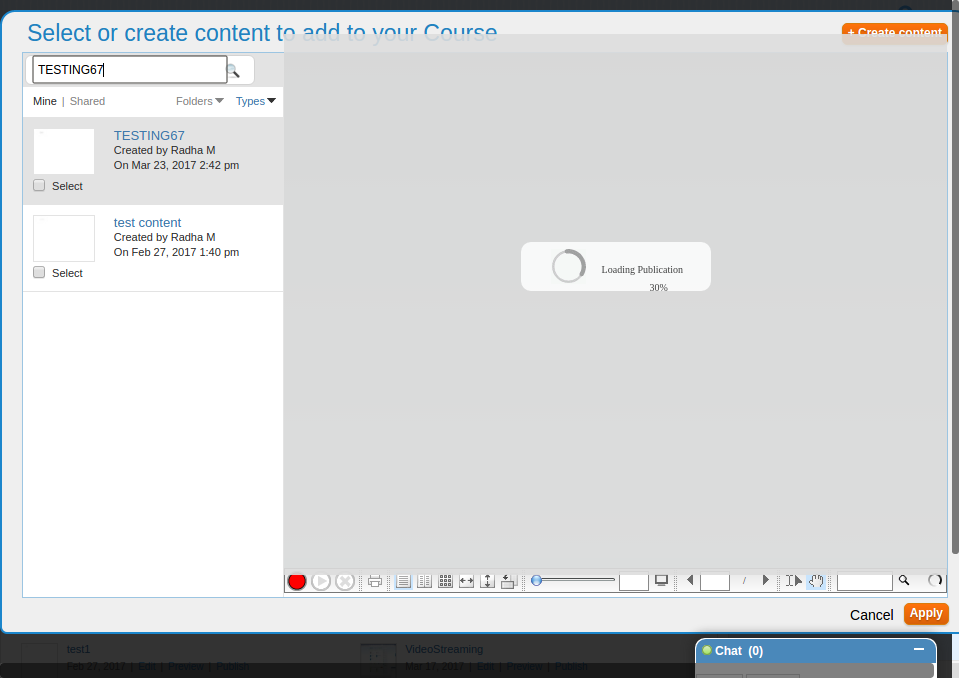 Select or create content to add to your Course
+ Create content
TESTING67
Mine | Shared
Folders
Types
TESTING67
Created by Radha M
On Mar 23, 2017 2:42 pm
Select
test content
Created by Radha M
On Feb 27, 2017 1:40 pm
Select
Loading Publication
30%
/
Cancel
Apply
test1
Feb 27, 2017 | Edit | Preview | Publish
VideoStreaming
Mar 17, 2017 | Edit | Preview | Publish
Chat (0)